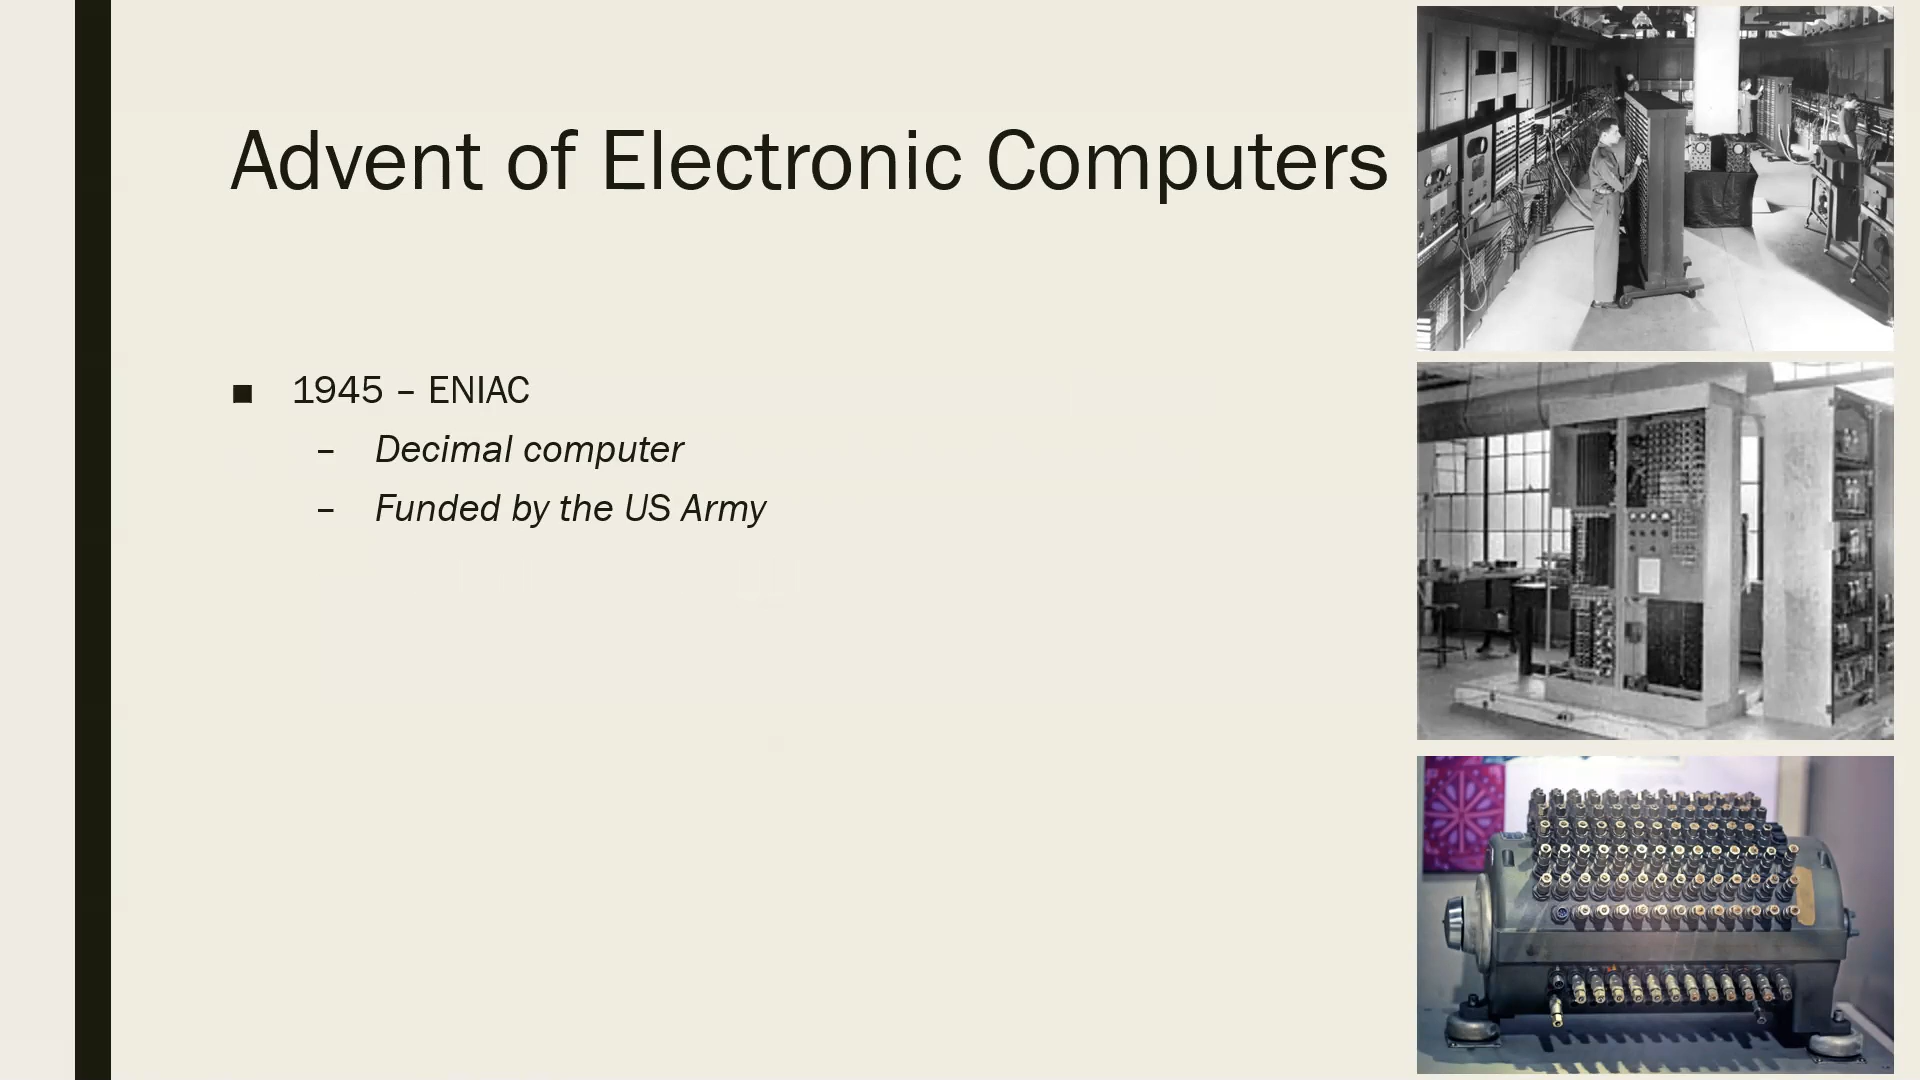 Advent of Electronic Computers
■ 1945 – ENIAC
– Decimal computer
– Funded by the US Army